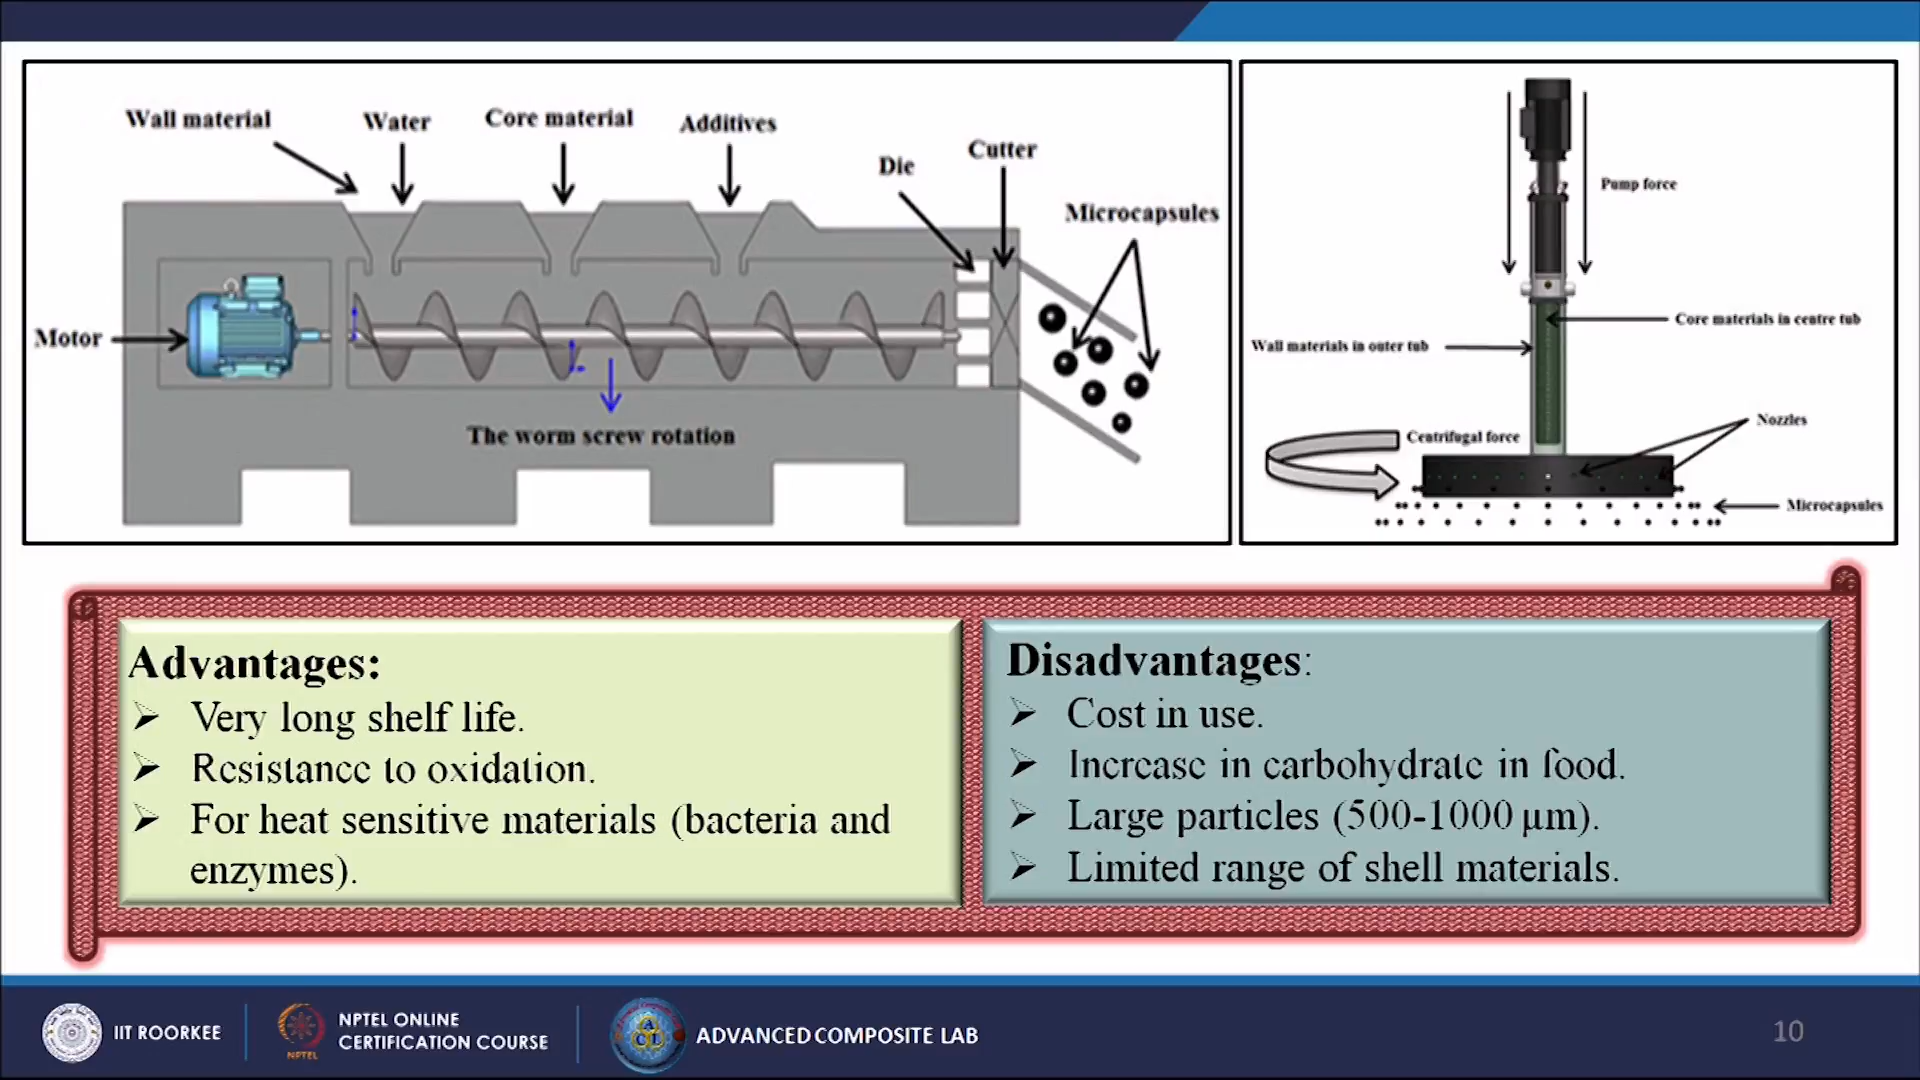 Wall material
Water
Core material
Additives
Die
Cutter
Microcapsules
Motor
The worm screw rotation
Pump force
Core materials in centre tub
Wall materials in outer tub
Nozzles
Centrifugal force
Microcapsules
Advantages:
➢ Very long shelf life.
➢ Resistance to oxidation.
➢ For heat sensitive materials (bacteria and
enzymes).
Disadvantages:
➢ Cost in use.
➢ Increase in carbohydrate in food.
➢ Large particles (500-1000 µm).
➢ Limited range of shell materials.
IIT ROORKEE
NPTEL
NPTEL ONLINE
CERTIFICATION COURSE
ACL
ADVANCED COMPOSITE LAB
10